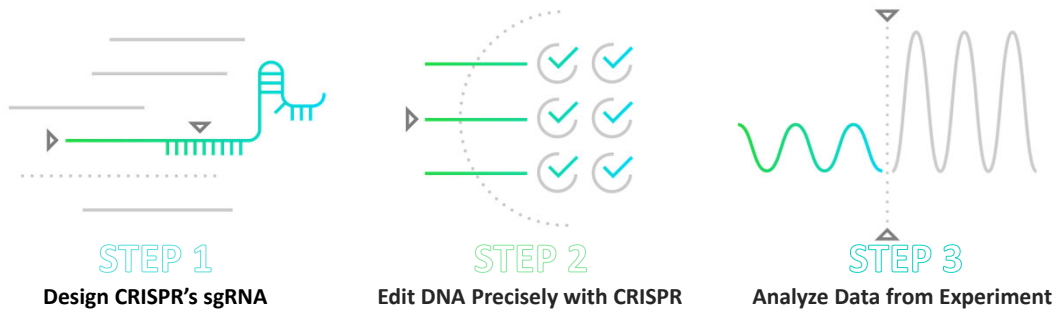 STEP 1
Design CRISPR's sgRNA
STEP 2
Edit DNA Precisely with CRISPR
STEP 3
Analyze Data from Experiment